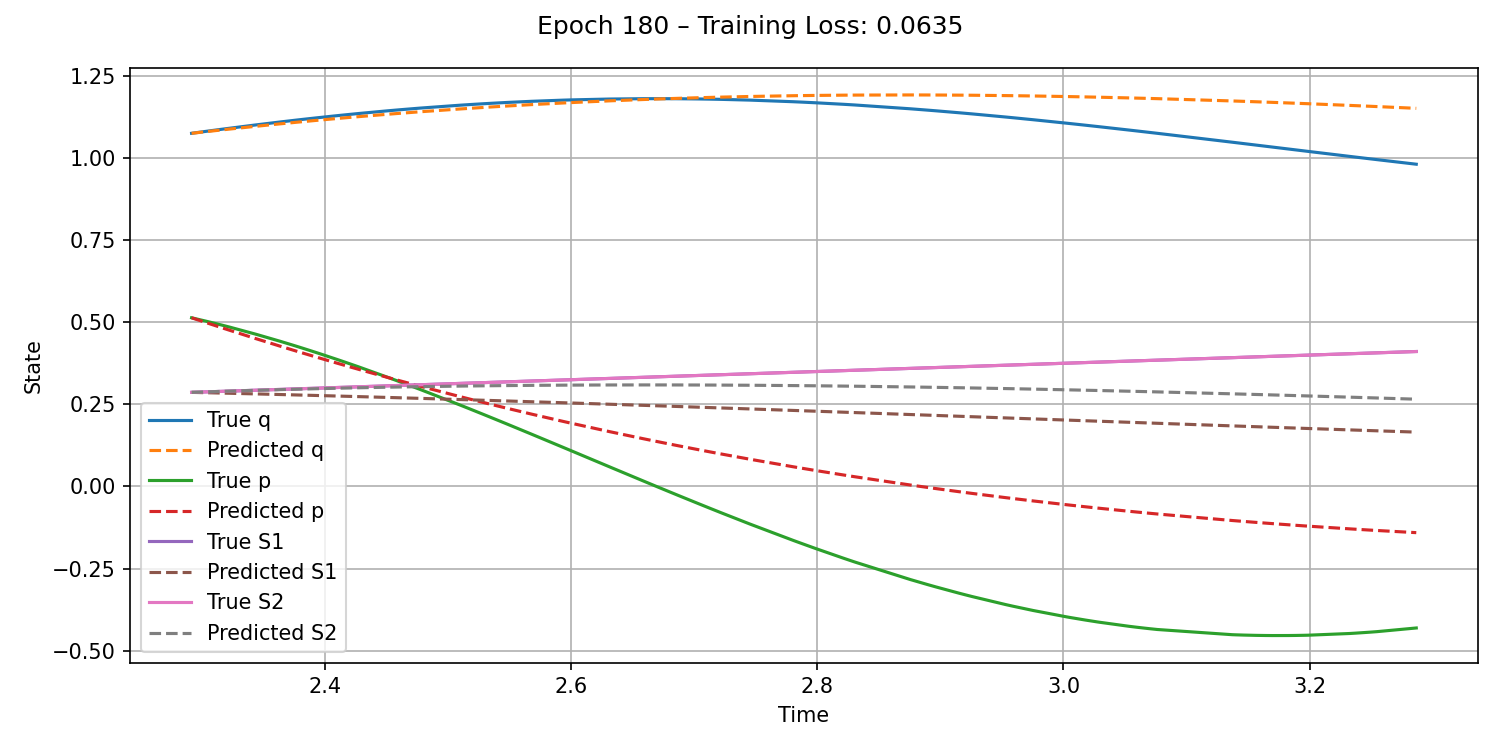 Epoch 180 – Training Loss: 0.0635
1.25
1.00
0.75
0.50
0.25
0.00
−0.25
−0.50
State
True q
Predicted q
True p
Predicted p
True S1
Predicted S1
True S2
Predicted S2
2.4
2.6
2.8
3.0
3.2
Time